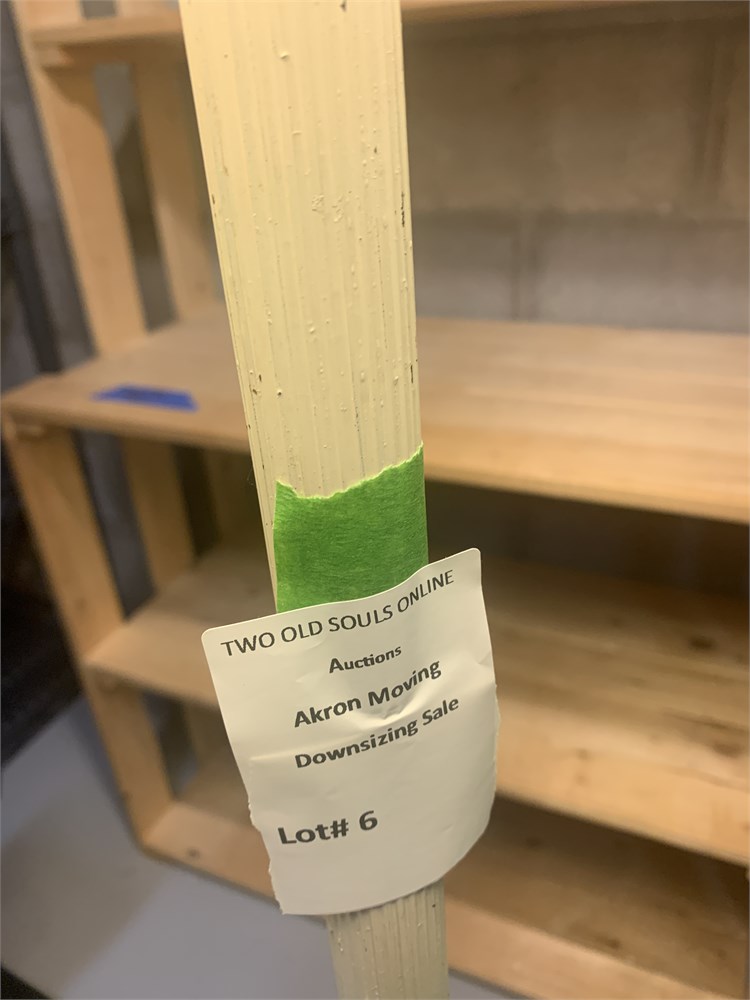 TWO OLD SOULS ONLINE
Auctions
Akron Moving
Downsizing Sale
Lot# 6